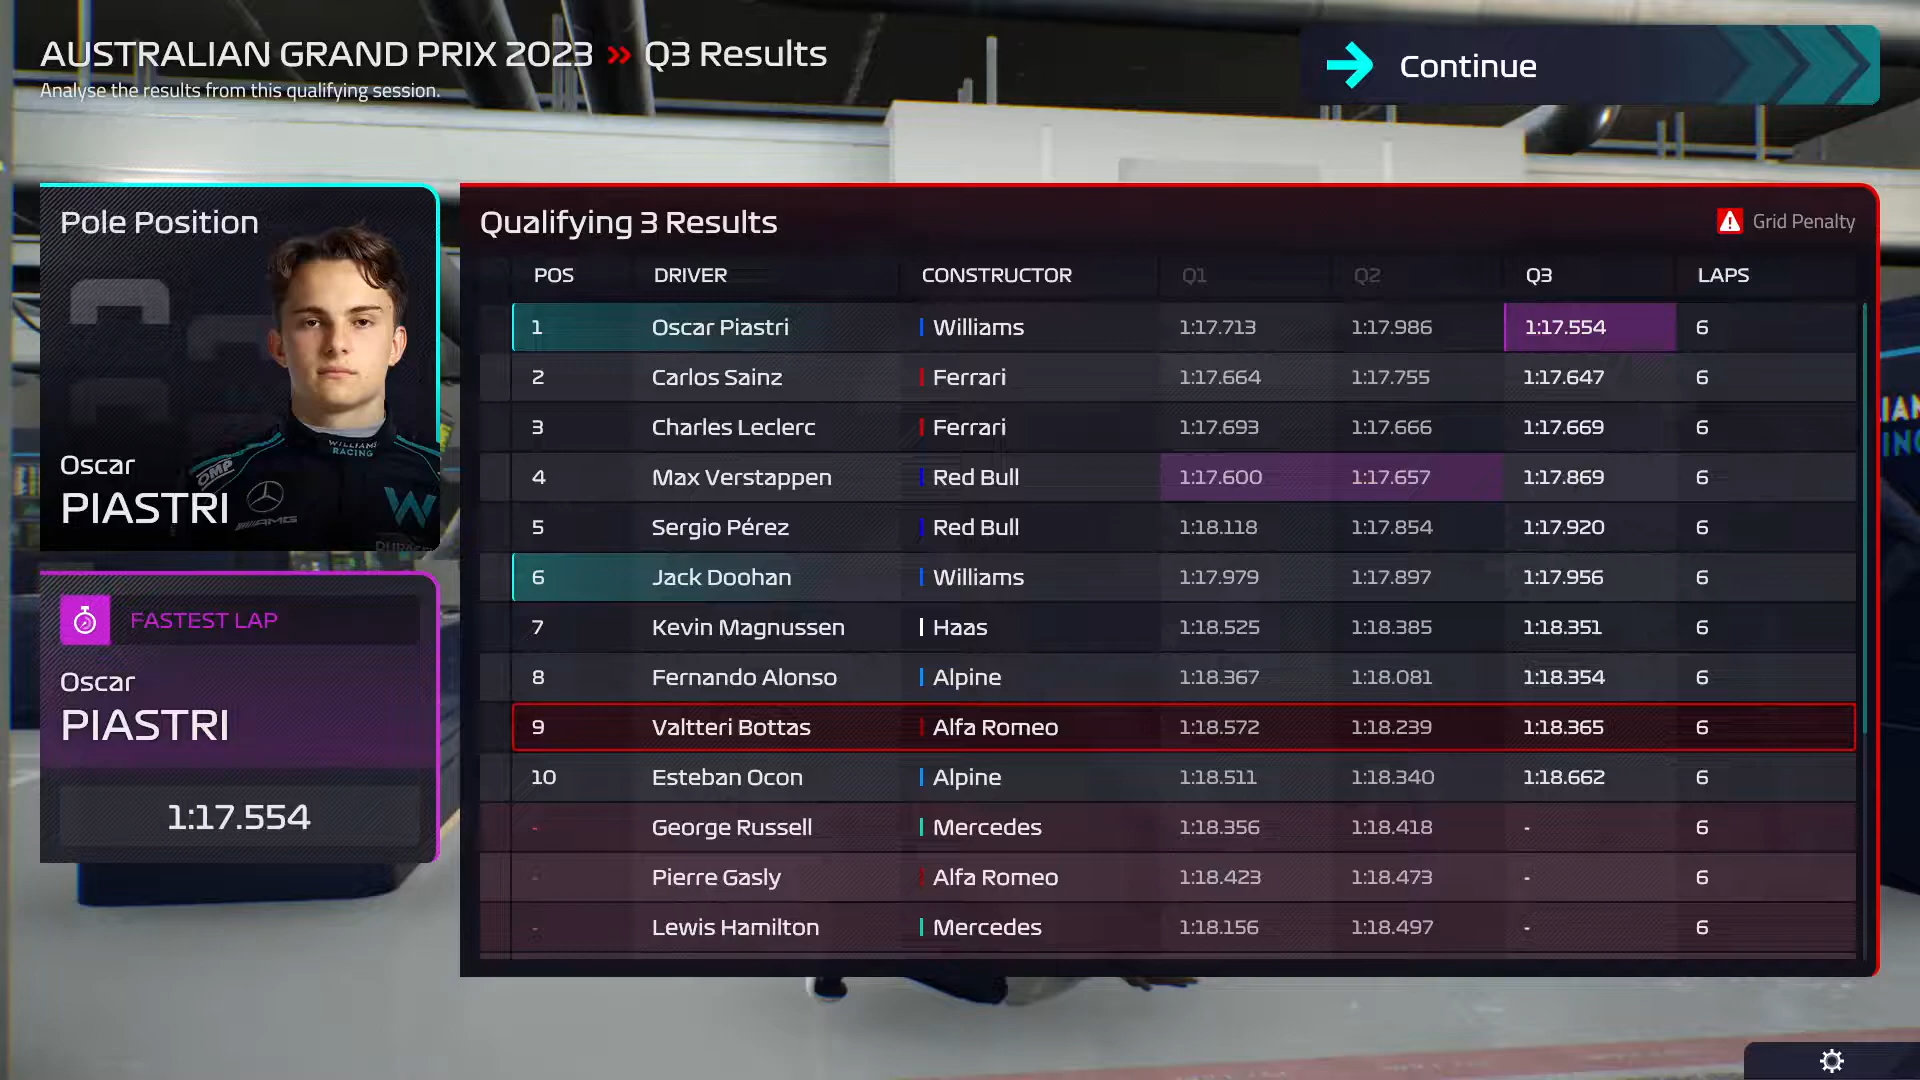 AUSTRALIAN GRAND PRIX 2023 » Q3 Results
Analyse the results from this qualifying session.
Continue
Pole Position
WILLIAMS
RACING
OMP
AMG
W
Oscar
PIASTRI
FASTEST LAP
Oscar
PIASTRI
1:17.554
Qualifying 3 Results
Grid Penalty
POS DRIVER CONSTRUCTOR Q1 Q2 Q3 LAPS
1 Oscar Piastri Williams 1:17.713 1:17.986 1:17.554 6
2 Carlos Sainz Ferrari 1:17.664 1:17.755 1:17.647 6
3 Charles Leclerc Ferrari 1:17.693 1:17.666 1:17.669 6
4 Max Verstappen Red Bull 1:17.600 1:17.657 1:17.869 6
5 Sergio Pérez Red Bull 1:18.118 1:17.854 1:17.920 6
6 Jack Doohan Williams 1:17.979 1:17.897 1:17.956 6
7 Kevin Magnussen Haas 1:18.525 1:18.385 1:18.351 6
8 Fernando Alonso Alpine 1:18.367 1:18.081 1:18.354 6
9 Valtteri Bottas Alfa Romeo 1:18.572 1:18.239 1:18.365 6
10 Esteban Ocon Alpine 1:18.511 1:18.340 1:18.662 6
- George Russell Mercedes 1:18.356 1:18.418 - 6
- Pierre Gasly Alfa Romeo 1:18.423 1:18.473 - 6
- Lewis Hamilton Mercedes 1:18.156 1:18.497 - 6